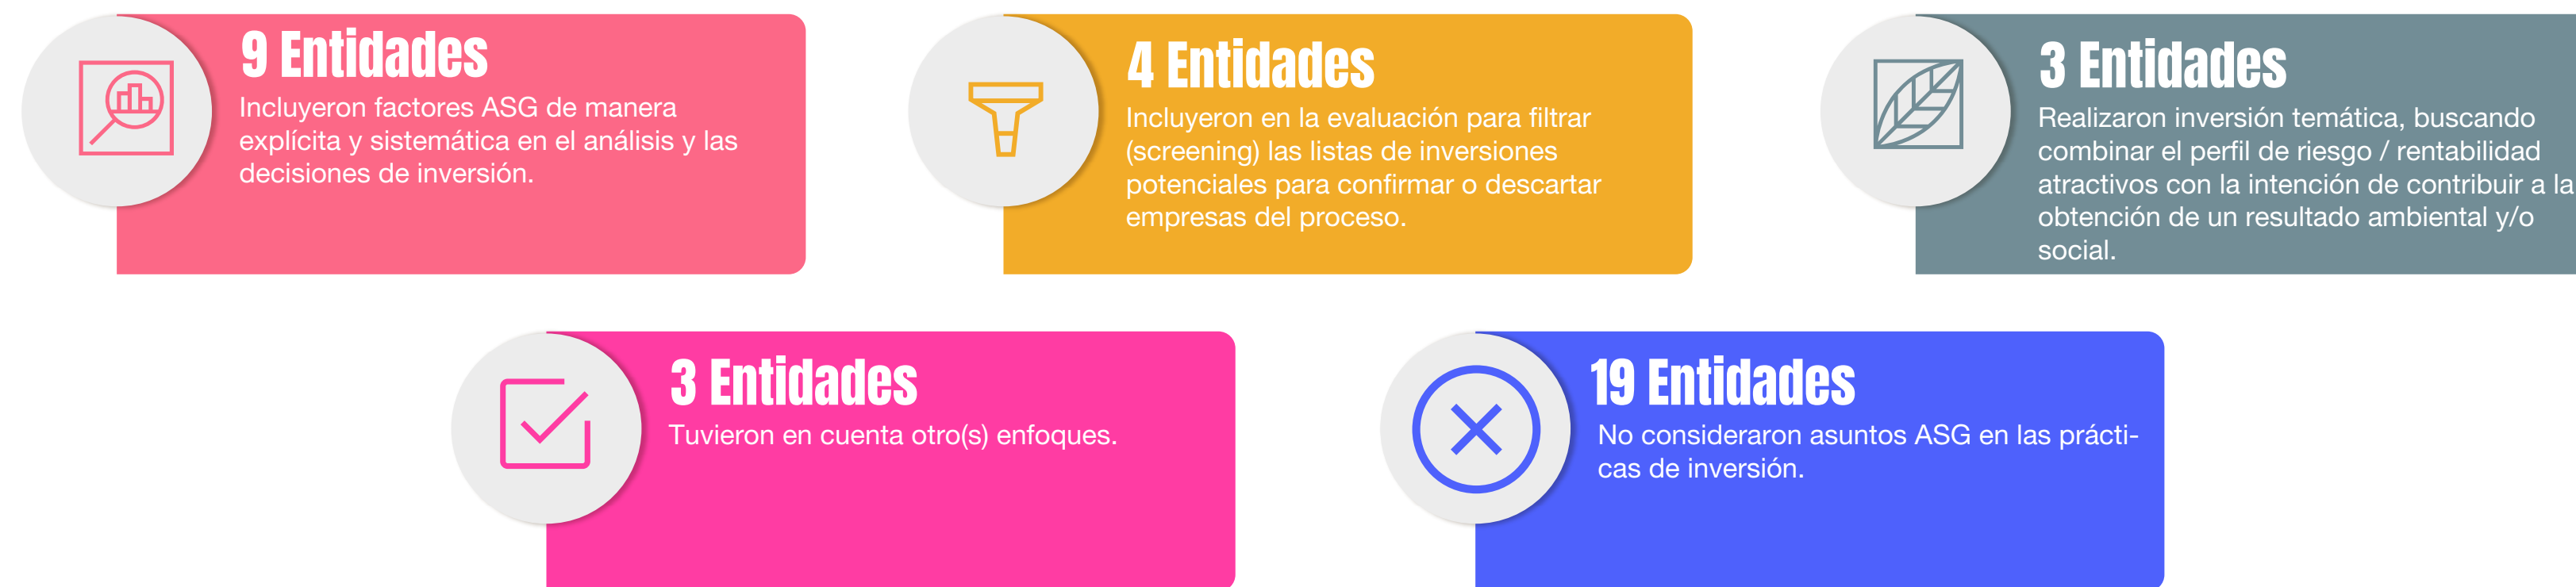 9 Entidades
Incluyeron factores ASG de manera
explícita y sistemática en el análisis y las
decisiones de inversión.
4 Entidades
Incluyeron en la evaluación para filtrar
(screening) las listas de inversiones
potenciales para confirmar o descartar
empresas del proceso.
3 Entidades
Realizaron inversión temática, buscando
combinar el perfil de riesgo / rentabilidad
atractivos con la intención de contribuir a la
obtención de un resultado ambiental y/o
social.
3 Entidades
Tuvieron en cuenta otro(s) enfoques.
19 Entidades
No consideraron asuntos ASG en las prácti-
cas de inversión.